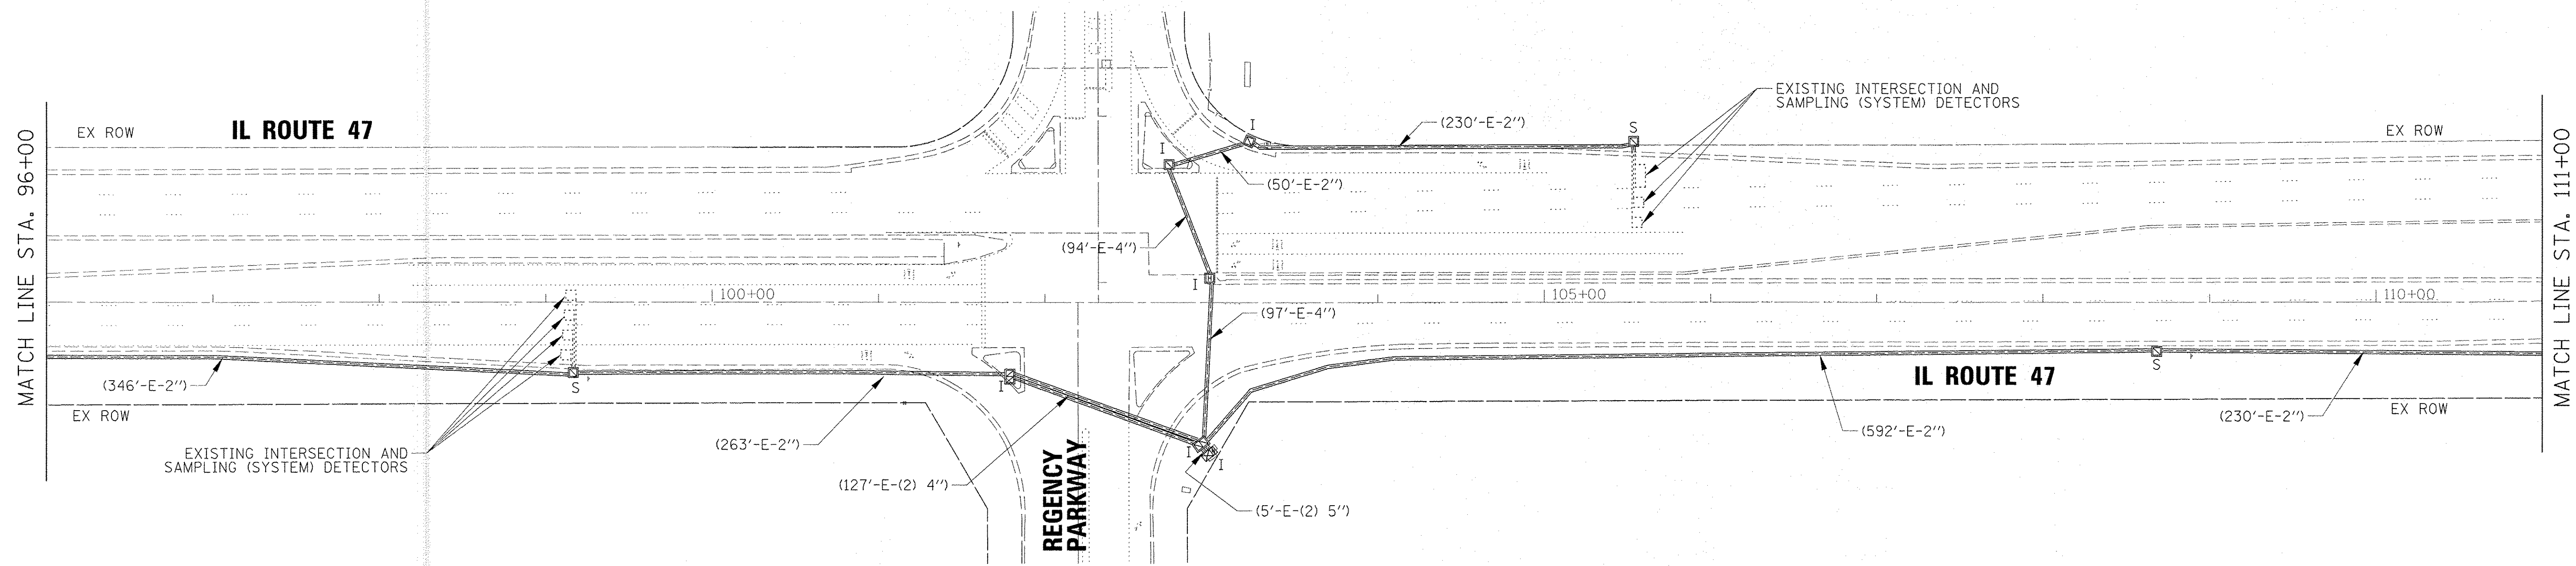 MATCH LINE STA. 96+00
EX ROW
IL ROUTE 47
I
I
(230'-E-2")
S
EXISTING INTERSECTION AND
SAMPLING (SYSTEM) DETECTORS
EX ROW
MATCH LINE STA. 111+00
(50'-E-2")
(94'-E-4")
I
100+00
105+00
110+00
(97'-E-4")
(346'-E-2")
S
I
S
IL ROUTE 47
EX ROW
EX ROW
(230'-E-2")
(592'-E-2")
(263'-E-2")
EXISTING INTERSECTION AND
SAMPLING (SYSTEM) DETECTORS
I
I
(127'-E-(2) 4")
REGENCY
PARKWAY
(5'-E-(2) 5")